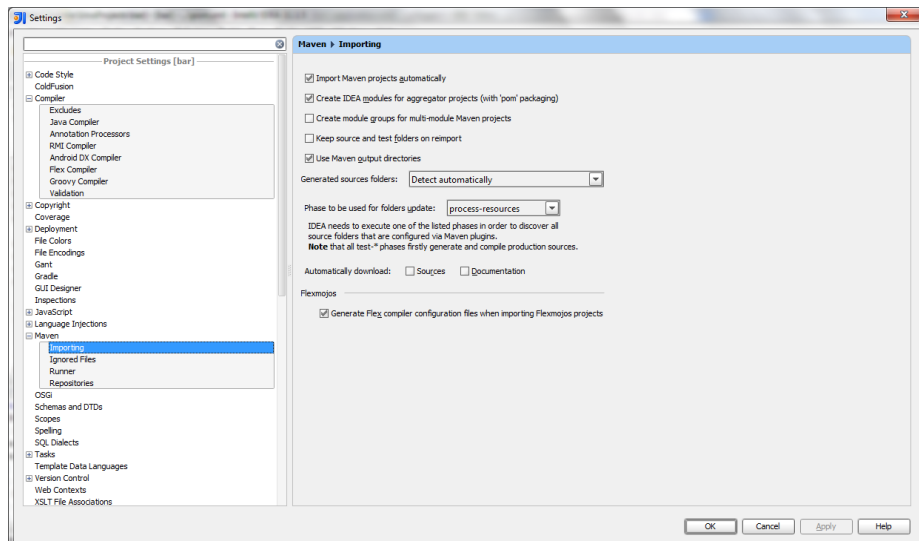 Settings
Project Settings [bar]
Code Style
ColdFusion
Compiler
Excludes
Java Compiler
Annotation Processors
RMI Compiler
Android DX Compiler
Flex Compiler
Groovy Compiler
Validation
Copyright
Coverage
Deployment
File Colors
File Encodings
Gant
Gradle
GUI Designer
Inspections
JavaScript
Language Injections
Maven
Importing
Ignored Files
Runner
Repositories
OSGi
Schemas and DTDs
Scopes
Spelling
SQL Dialects
Tasks
Template Data Languages
Version Control
Web Contexts
XSLT File Associations
Maven Importing
Import Maven projects automatically
Create IDEA modules for aggregator projects (with 'pom' packaging)
Create module groups for multi-module Maven projects
Keep source and test folders on reimport
Use Maven output directories
Generated sources folders: Detect automatically
Phase to be used for folders update: process-resources
IDEA needs to execute one of the listed phases in order to discover all
source folders that are configured via Maven plugins.
Note that all test-* phases firstly generate and compile production sources.
Automatically download: Sources Documentation
Flexmojos
Generate Flex compiler configuration files when importing Flexmojos projects
OK Cancel Apply Help